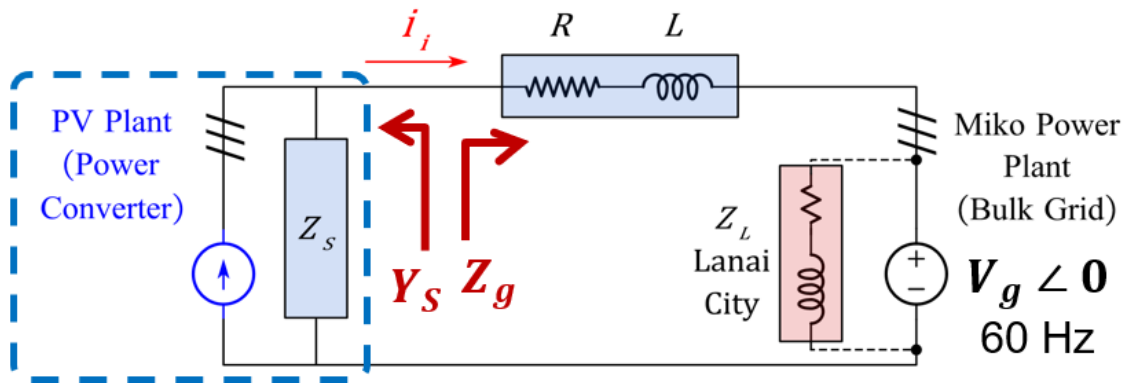 i_i
R
L
PV Plant
(Power
Converter)
Z_S
Y_S
Z_g
Z_L
Lanai
City
Miko Power
Plant
(Bulk Grid)
+
−
V_g ∠ 0
60 Hz